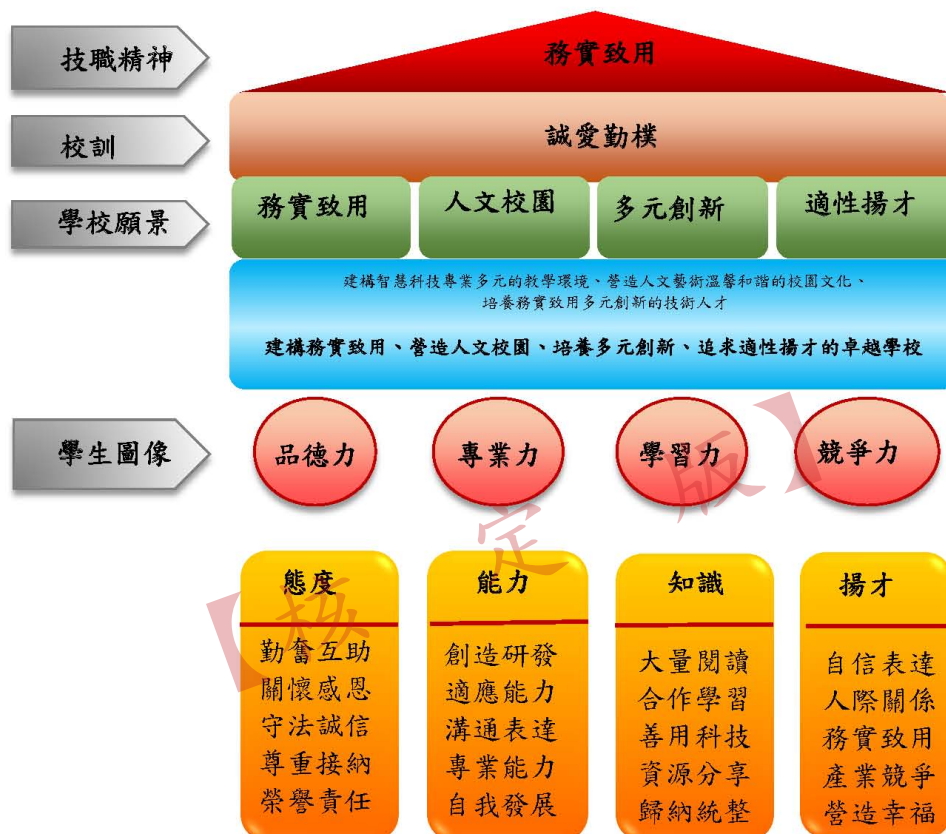 技職精神
務實致用
校訓
誠愛勤樸
學校願景
務實致用
人文校園
多元創新
適性揚才
建構智慧科技專業多元的教學環境、營造人文藝術溫馨和諧的校園文化、
培養務實致用多元創新的技術人才
建構務實致用、營造人文校園、培養多元創新、追求適性揚才的卓越學校
學生圖像
品德力
專業力
學習力
競爭力
態度
勤奮互助
關懷感恩
守法誠信
尊重接納
榮譽責任
能力
創造研發
適應能力
溝通表達
專業能力
自我發展
知識
大量閱讀
合作學習
善用科技
資源分享
歸納統整
揚才
自信表達
人際關係
務實致用
產業競爭
營造幸福
【核定版】